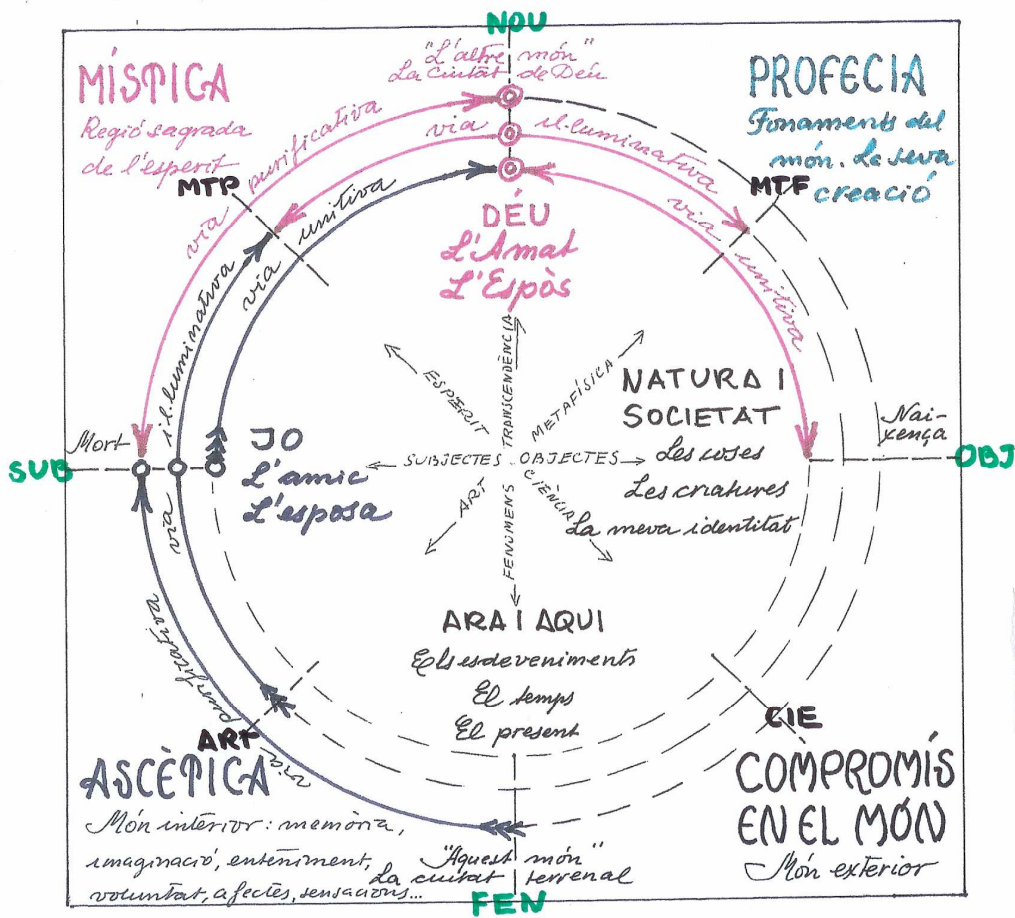 NOU
"L'altre món"
La ciutat de Déu
MÍSTICA
Regió sagrada
de l'esperit
MTP
PROFECIA
Fonaments del
món. La seva
creació
MTF
via purificativa
via il·luminativa
via unitiva
via il·luminativa
via unitiva
DÉU
L'Amat
L'Espòs
ESPERIT
TRANSCENDÈNCIA
METAFÍSICA
SUBJECTES
OBJECTES
ART
FENÒMENS
CIÈNCIA
NATURA I
SOCIETAT
Les coses
Les criatures
La meva identitat
Naixença
OBJ
Mort
SUB
JO
L'amic
L'esposa
ARA I AQUI
Els esdeveniments
El temps
El present
via purificativa
ART
ASCÈTICA
Món interior: memòria,
imaginació, enteniment,
voluntat, afectes, sensacions...
"Aquest món"
La ciutat terrenal
FEN
CIE
COMPROMÍS
EN EL MÓN
Món exterior